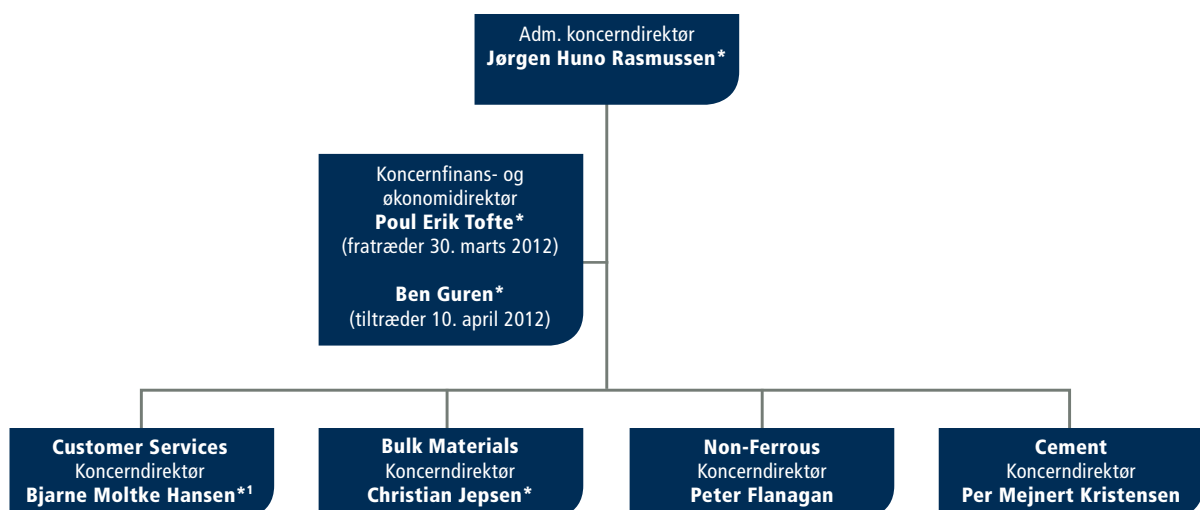 Adm. koncerndirektør
Jørgen Huno Rasmussen*
Koncernfinans- og
økonomidirektør
Poul Erik Tofte*
(fratræder 30. marts 2012)
Ben Guren*
(tiltræder 10. april 2012)
Customer Services
Koncerndirektør
Bjarne Moltke Hansen*¹
Bulk Materials
Koncerndirektør
Christian Jepsen*
Non-Ferrous
Koncerndirektør
Peter Flanagan
Cement
Koncerndirektør
Per Mejnert Kristensen